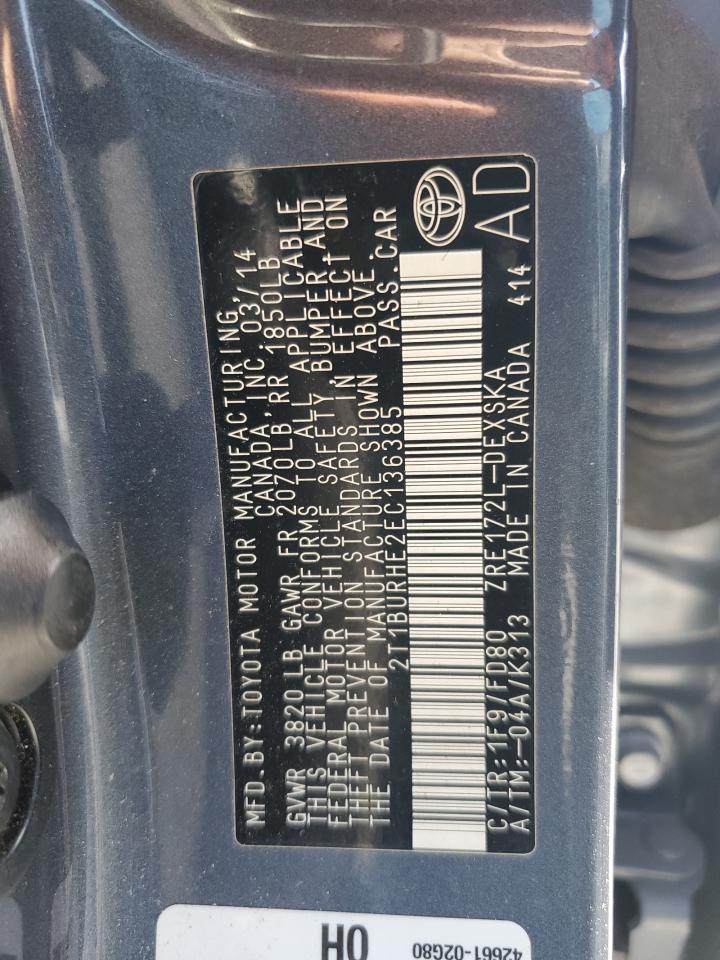 MFD.BY:TOYOTA MOTOR MANUFACTURING,
CANADA,INC. 03/14
GVWR 3820 LB GAWR FR 2070LB RR 1850LB
THIS VEHICLE CONFORMS TO ALL APPLICABLE
FEDERAL MOTOR VEHICLE SAFETY, BUMPER, AND
THEFT PREVENTION STANDARDS IN EFFECT ON
THE DATE OF MANUFACTURE SHOWN ABOVE.
2T1BURHE2EC136385 PASS.CAR
C/TR:1F9/FD80 ZRE172L-DEXSKA
A/TM:-04A/K313 MADE IN CANADA 414
AD
0H
42661-02G80